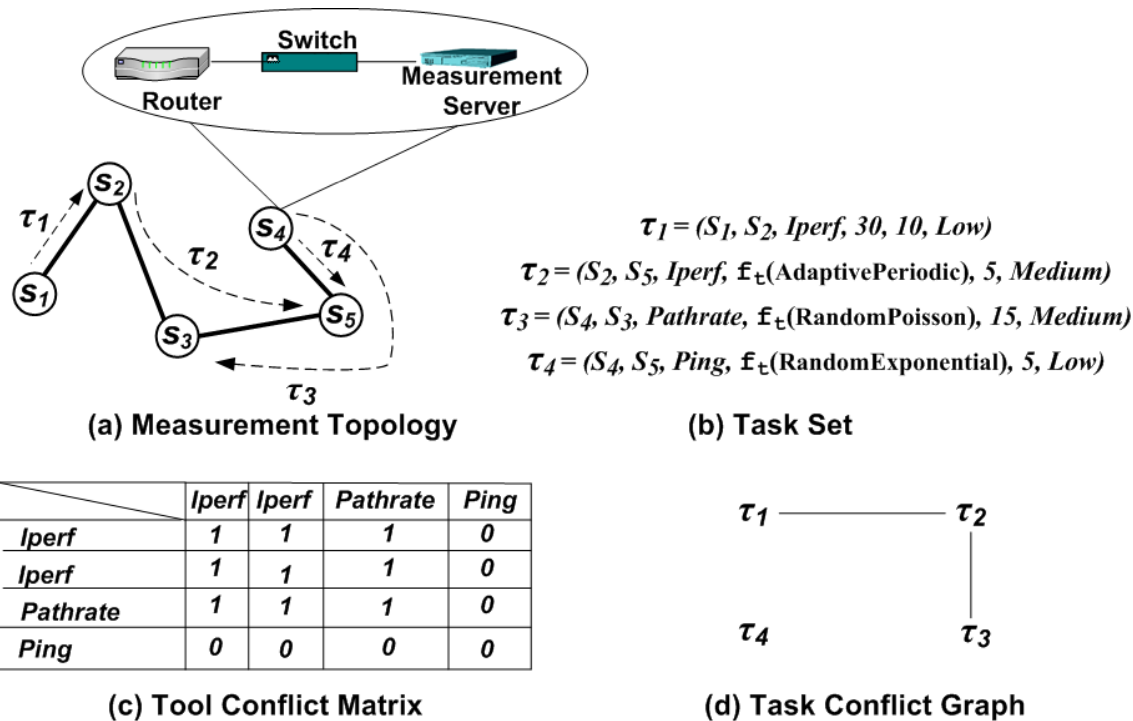 Switch
Router
Measurement
Server
S2
τ1
S4
τ2
τ4
S1
S5
S3
τ3
(a) Measurement Topology
τ1 = (S1, S2, Iperf, 30, 10, Low)
τ2 = (S2, S5, Iperf, ft(AdaptivePeriodic), 5, Medium)
τ3 = (S4, S3, Pathrate, ft(RandomPoisson), 15, Medium)
τ4 = (S4, S5, Ping, ft(RandomExponential), 5, Low)
(b) Task Set
Iperf Iperf Pathrate Ping
Iperf 1 1 1 0
Iperf 1 1 1 0
Pathrate 1 1 1 0
Ping 0 0 0 0
(c) Tool Conflict Matrix
τ1 τ2
τ4 τ3
(d) Task Conflict Graph